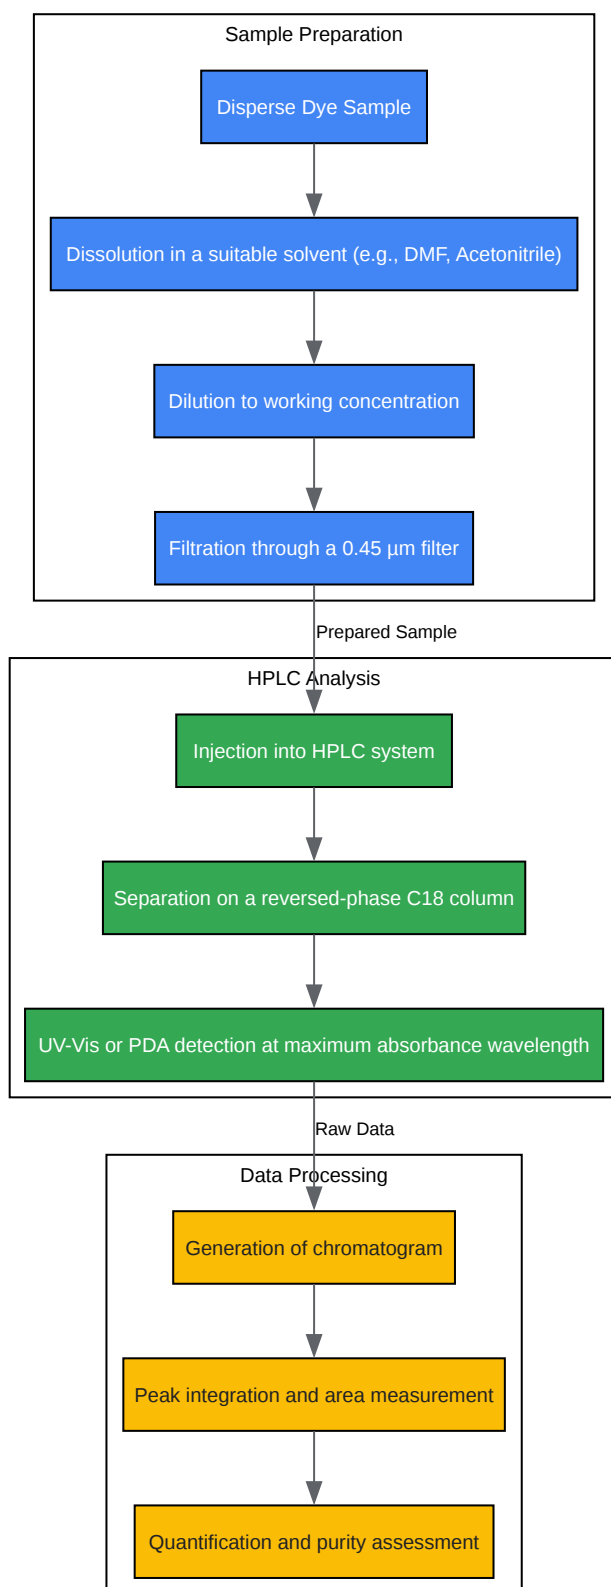 Sample Preparation
Disperse Dye Sample
Dissolution in a suitable solvent (e.g., DMF, Acetonitrile)
Dilution to working concentration
Filtration through a 0.45 µm filter
Prepared Sample
HPLC Analysis
Injection into HPLC system
Separation on a reversed-phase C18 column
UV-Vis or PDA detection at maximum absorbance wavelength
Raw Data
Data Processing
Generation of chromatogram
Peak integration and area measurement
Quantification and purity assessment